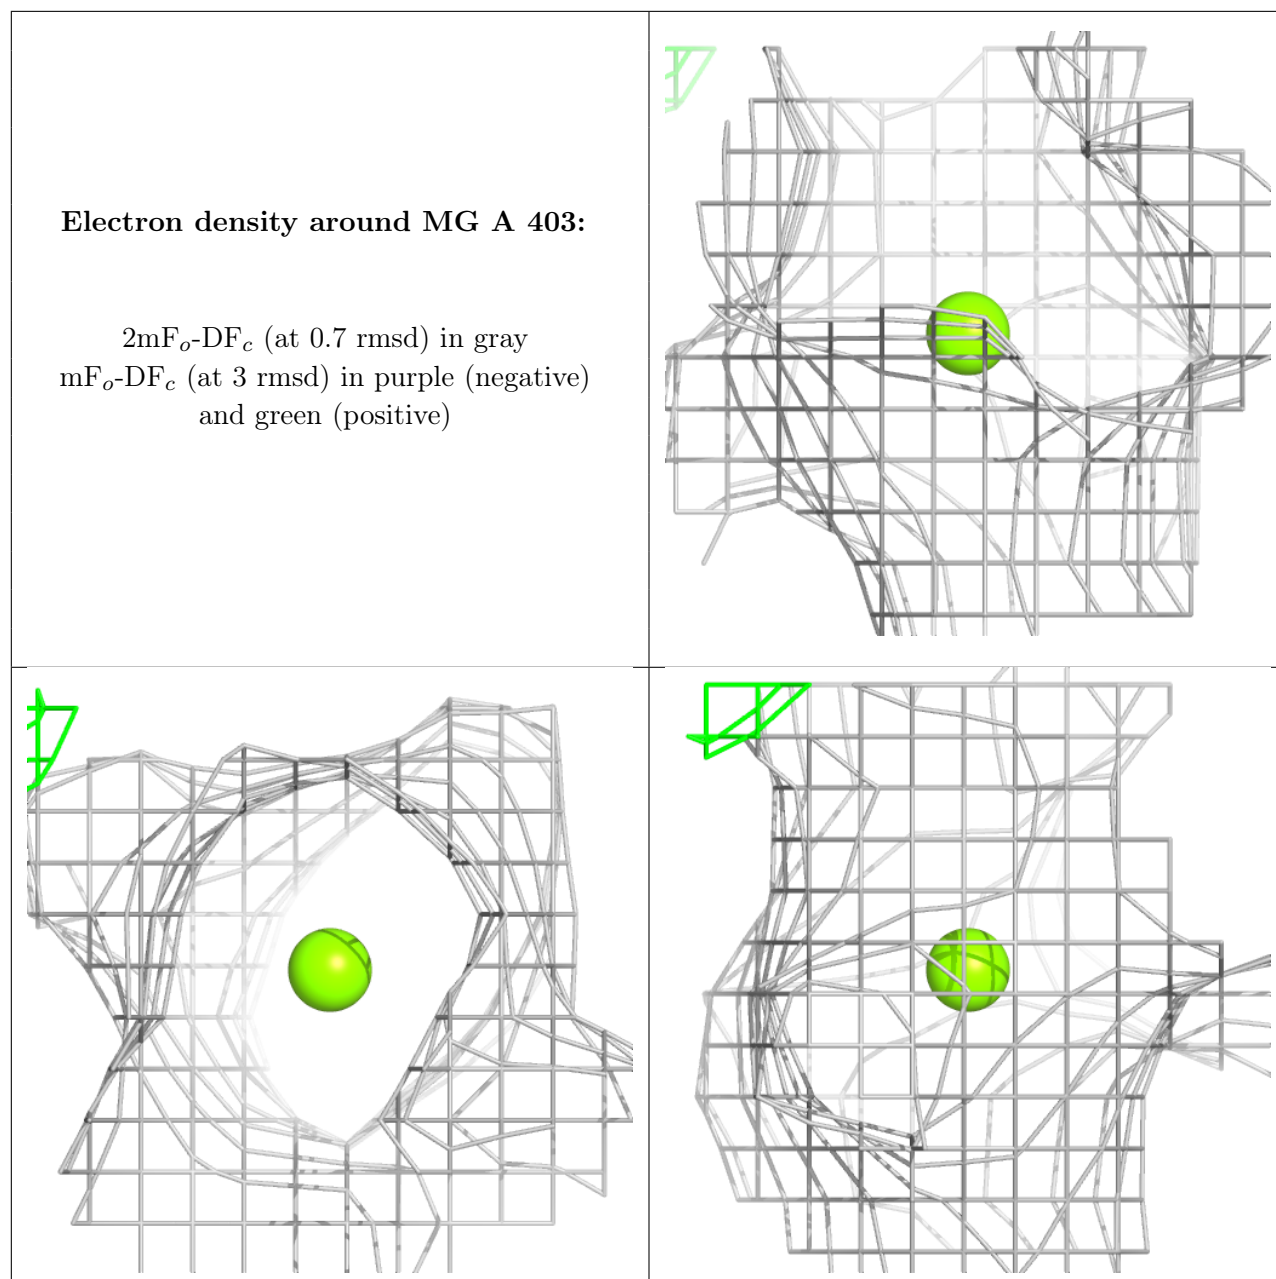 Electron density around MG A 403:
2mFo-DFc (at 0.7 rmsd) in gray
mFo-DFc (at 3 rmsd) in purple (negative)
and green (positive)